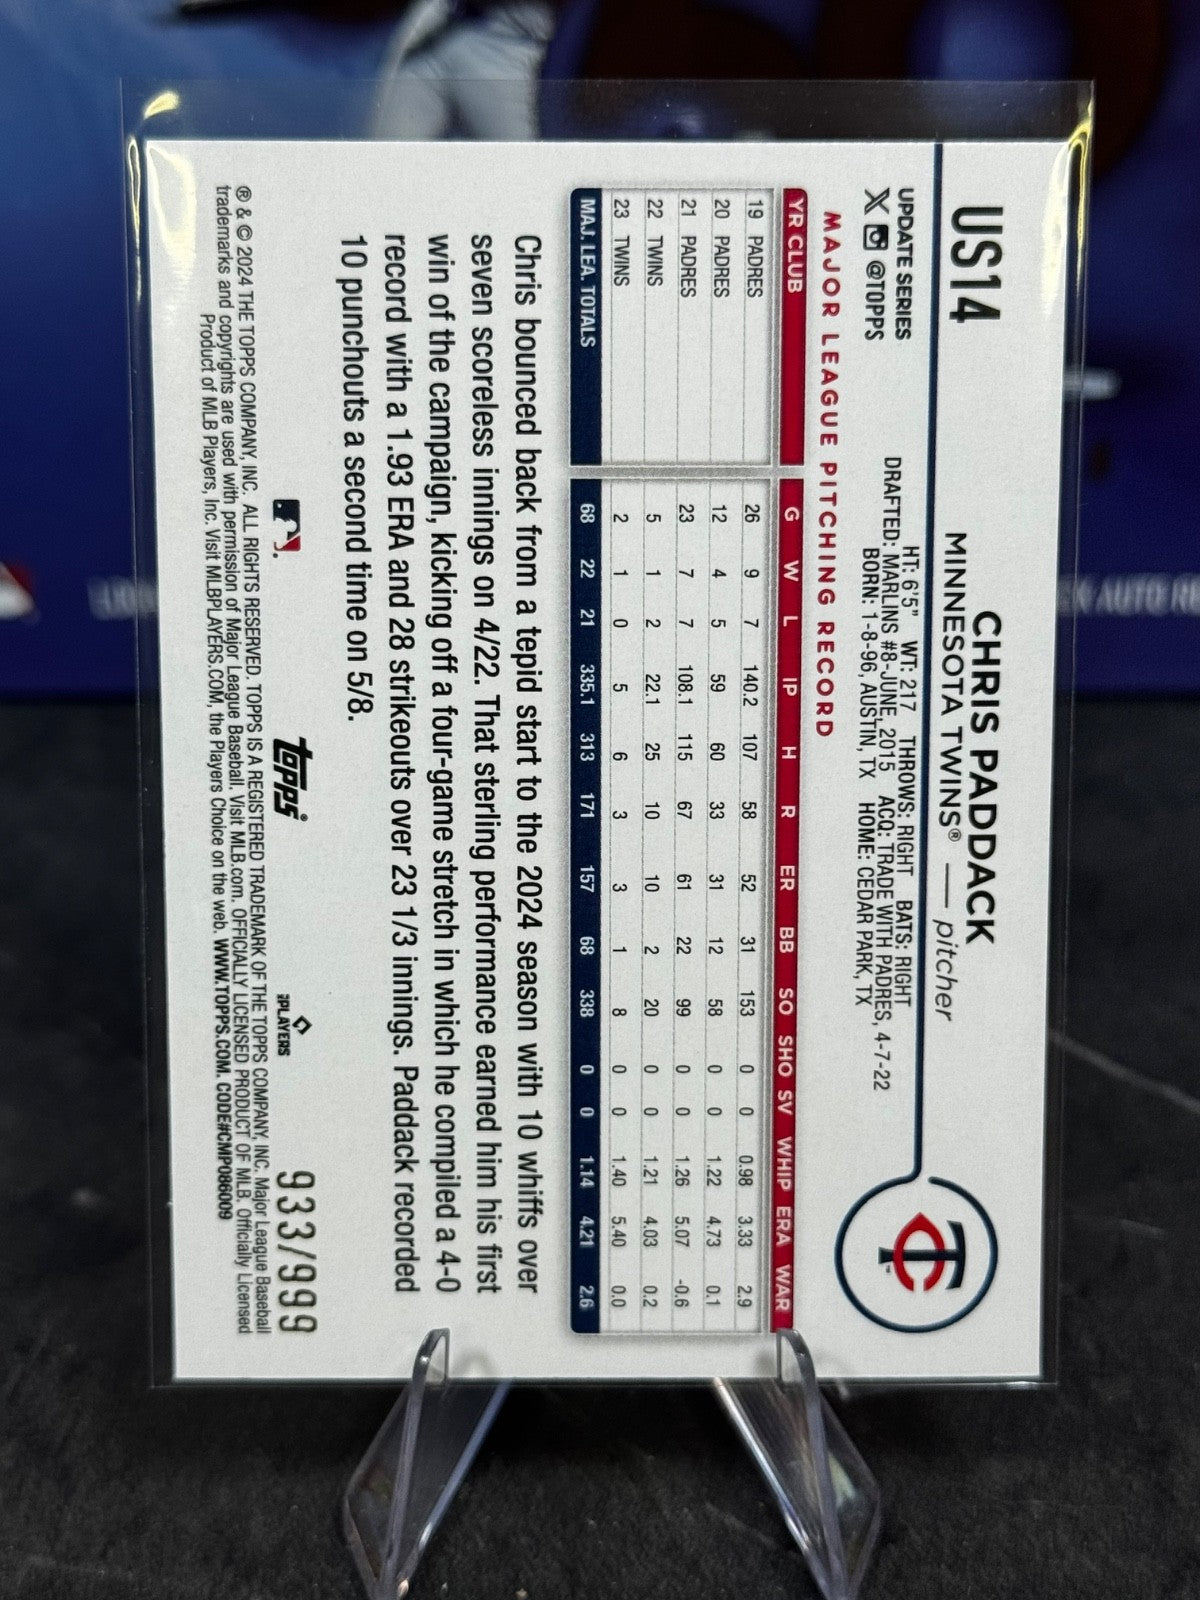 US14
CHRIS PADDACK
MINNESOTA TWINS® — pitcher
UPDATE SERIES
X @TOPPS
HT: 6'5" WT: 217 THROWS: RIGHT BATS: RIGHT
DRAFTED: MARLINS #8-JUNE, 2015 ACQ: TRADE WITH PADRES, 4-7-22
BORN: 1-8-96, AUSTIN, TX HOME: CEDAR PARK, TX
TC™
MAJOR LEAGUE PITCHING RECORD
YR CLUB G W L IP H R ER BB SO SHO SV WHIP ERA WAR
19 PADRES 26 9 7 140.2 107 58 52 31 153 0 0 0.98 3.33 2.9
20 PADRES 12 4 5 59 60 33 31 12 58 0 0 1.22 4.73 0.1
21 PADRES 23 7 7 108.1 115 67 61 22 99 0 0 1.26 5.07 -0.6
22 TWINS 5 1 2 22.1 25 10 10 2 20 0 0 1.21 4.03 0.2
23 TWINS 2 1 0 5 6 3 3 1 8 0 0 1.40 5.40 0.0
MAJ. LEA. TOTALS 68 22 21 335.1 313 171 157 68 338 0 0 1.14 4.21 2.6
Chris bounced back from a tepid start to the 2024 season with 10 whiffs over
seven scoreless innings on 4/22. That sterling performance earned him his first
win of the campaign, kicking off a four-game stretch in which he compiled a 4-0
record with a 1.93 ERA and 28 strikeouts over 23 1/3 innings. Paddack recorded
10 punchouts a second time on 5/8.
topps®
PLAYERS
933/999
® & © 2024 THE TOPPS COMPANY, INC. ALL RIGHTS RESERVED. TOPPS IS A REGISTERED TRADEMARK OF THE TOPPS COMPANY, INC. Major League Baseball
trademarks and copyrights are used with permission of Major League Baseball. Visit MLB.com. OFFICIALLY LICENSED PRODUCT OF MLB. Officially Licensed
Product of MLB Players, Inc. Visit MLBPLAYERS.COM, the Players Choice on the web. WWW.TOPPS.COM. CODE#CMP086009
AUTO